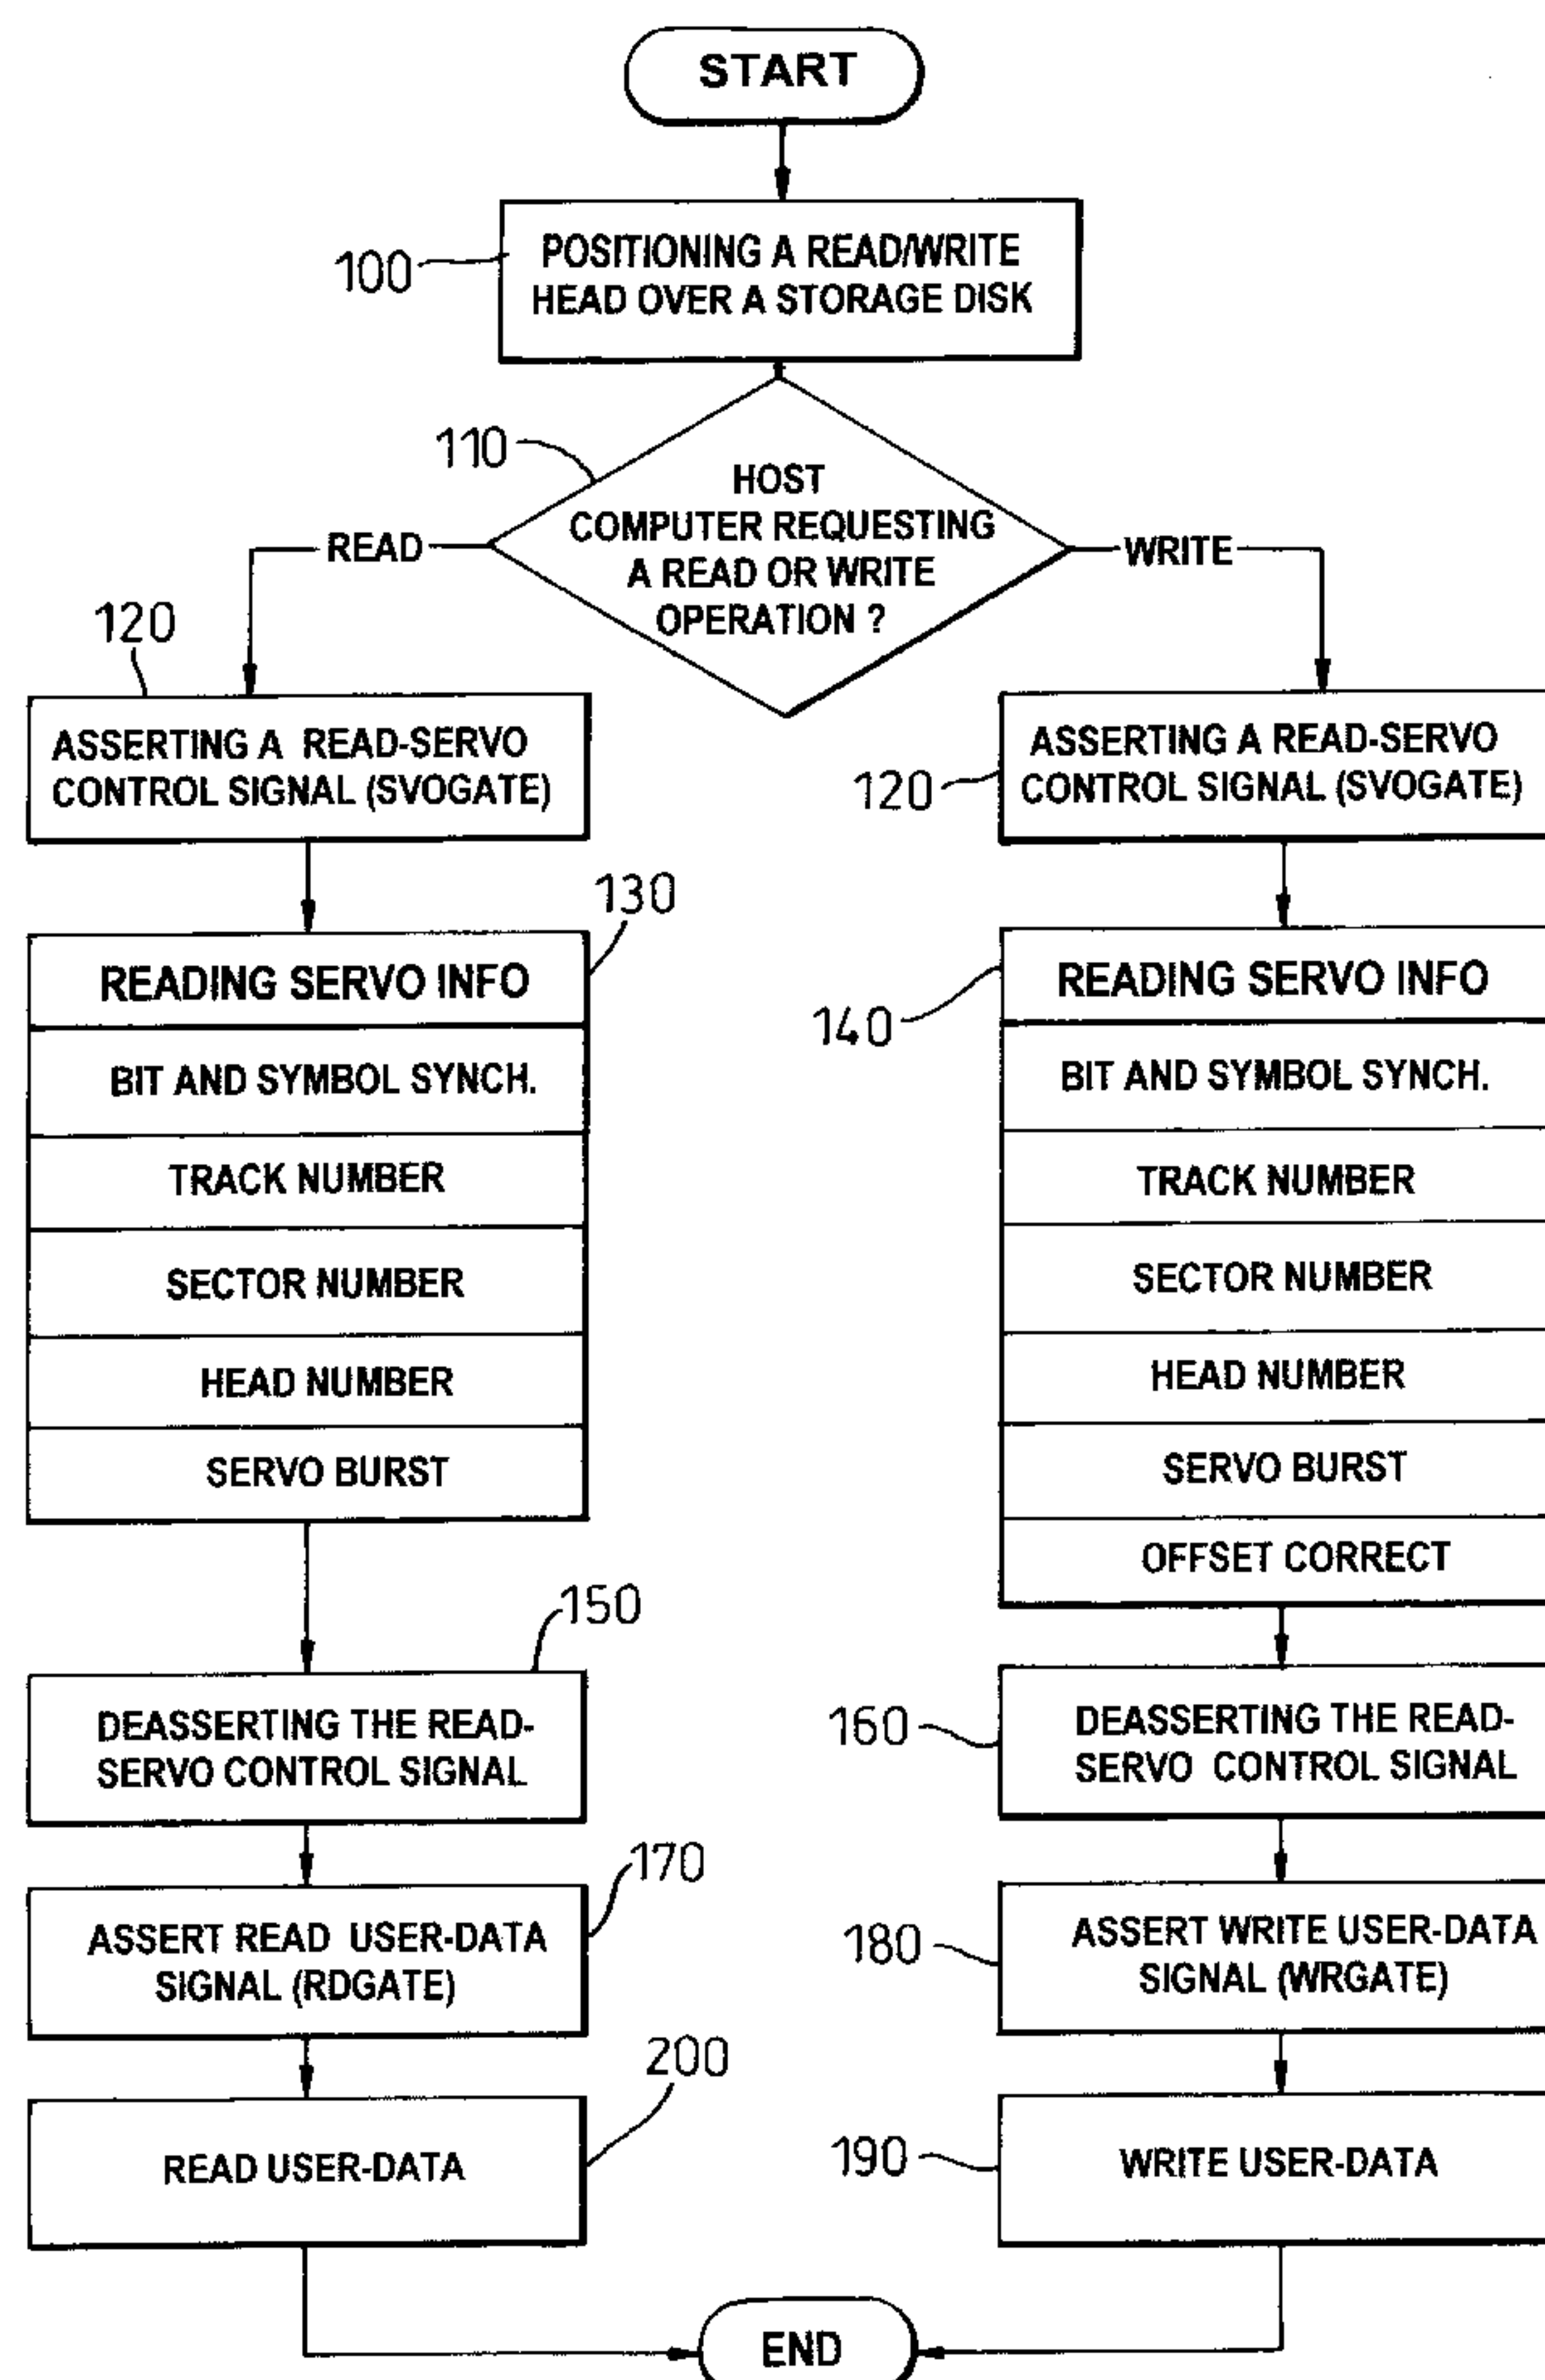 START
100
POSITIONING A READ/WRITE
HEAD OVER A STORAGE DISK
110
HOST
COMPUTER REQUESTING
A READ OR WRITE
OPERATION ?
READ
WRITE
120
ASSERTING A READ-SERVO
CONTROL SIGNAL (SVOGATE)
130
READING SERVO INFO
BIT AND SYMBOL SYNCH.
TRACK NUMBER
SECTOR NUMBER
HEAD NUMBER
SERVO BURST
150
DEASSERTING THE READ-
SERVO CONTROL SIGNAL
170
ASSERT READ USER-DATA
SIGNAL (RDGATE)
200
READ USER-DATA
120
ASSERTING A READ-SERVO
CONTROL SIGNAL (SVOGATE)
140
READING SERVO INFO
BIT AND SYMBOL SYNCH.
TRACK NUMBER
SECTOR NUMBER
HEAD NUMBER
SERVO BURST
OFFSET CORRECT
160
DEASSERTING THE READ-
SERVO CONTROL SIGNAL
180
ASSERT WRITE USER-DATA
SIGNAL (WRGATE)
190
WRITE USER-DATA
END